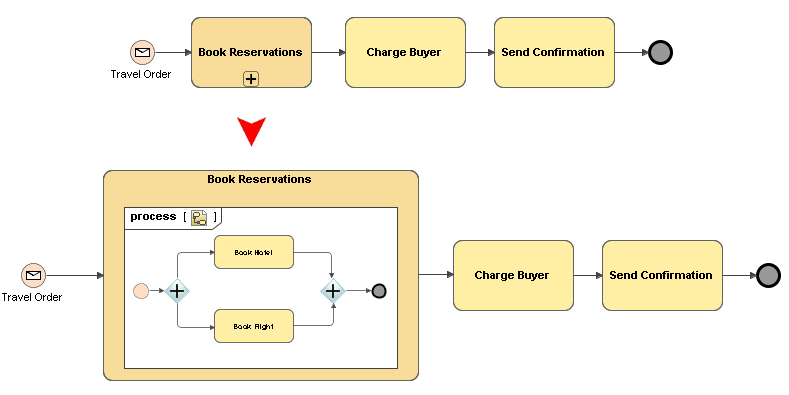 Book Reservations
Charge Buyer
Send Confirmation
Travel Order
Book Reservations
process [ ]
Book Hotel
Book Flight
Charge Buyer
Send Confirmation
Travel Order